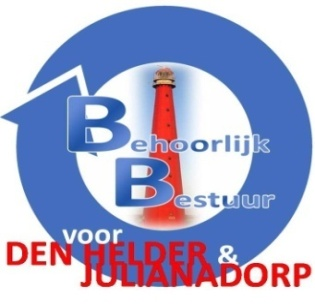 Behoorlijk
Bestuur
voor
DEN HELDER &
JULIANADORP